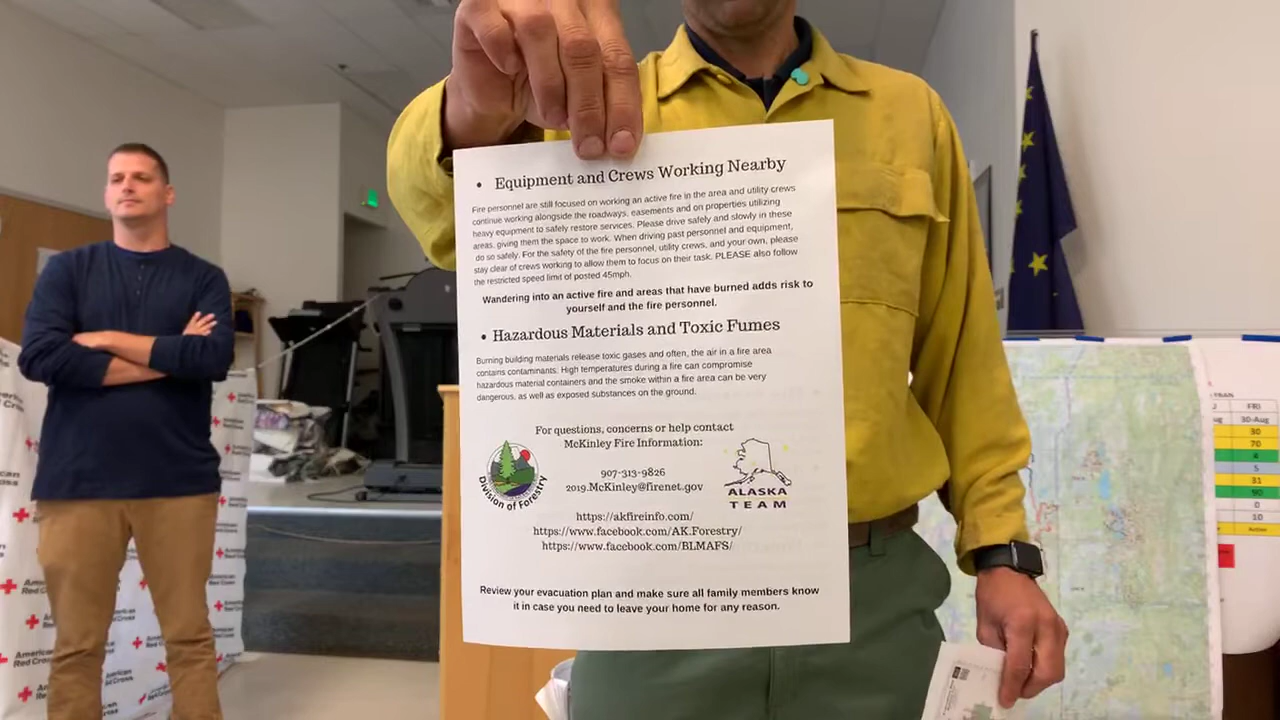 • Equipment and Crews Working Nearby
Fire personnel are still focused on working an active fire in the area and utility crews
continue working alongside the roadways, easements and on properties utilizing
heavy equipment to safely restore services. Please drive safely and slowly in these
areas, giving them the space to work. When driving past personnel and equipment,
do so safely. For the safety of the fire personnel, utility crews, and your own, please
stay clear of crews working to allow them to focus on their task. PLEASE also follow
the restricted speed limit of posted 45mph.
Wandering into an active fire and areas that have burned adds risk to
yourself and the fire personnel.
• Hazardous Materials and Toxic Fumes
Burning building materials release toxic gases and often, the air in a fire area
contains contaminants. High temperatures during a fire can compromise
hazardous material containers and the smoke within a fire area can be very
dangerous, as well as exposed substances on the ground.
For questions, concerns or help contact
McKinley Fire Information:
907-313-9826
2019.McKinley@firenet.gov
Division of Forestry
ALASKA
TEAM
https://akfireinfo.com/
https://www.facebook.com/AK.Forestry/
https://www.facebook.com/BLMAFS/
Review your evacuation plan and make sure all family members know
it in case you need to leave your home for any reason.
American
Red Cross
FRI
30-Aug
30
70
4
5
31
90
0
10